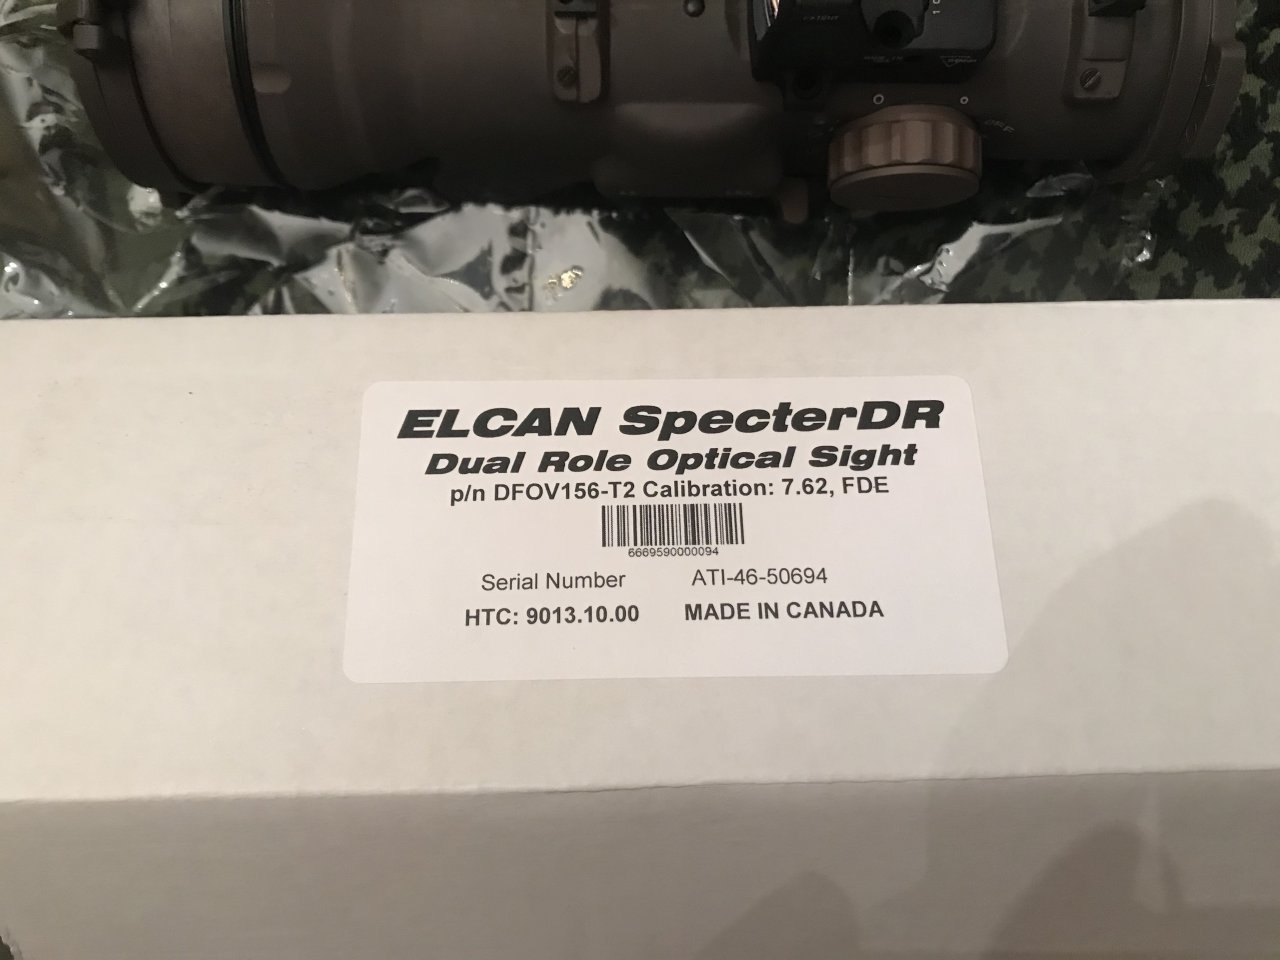 OFF
ELCAN SpecterDR
Dual Role Optical Sight
p/n DFOV156-T2 Calibration: 7.62, FDE
6669590000094
Serial Number ATI-46-50694
HTC: 9013.10.00 MADE IN CANADA